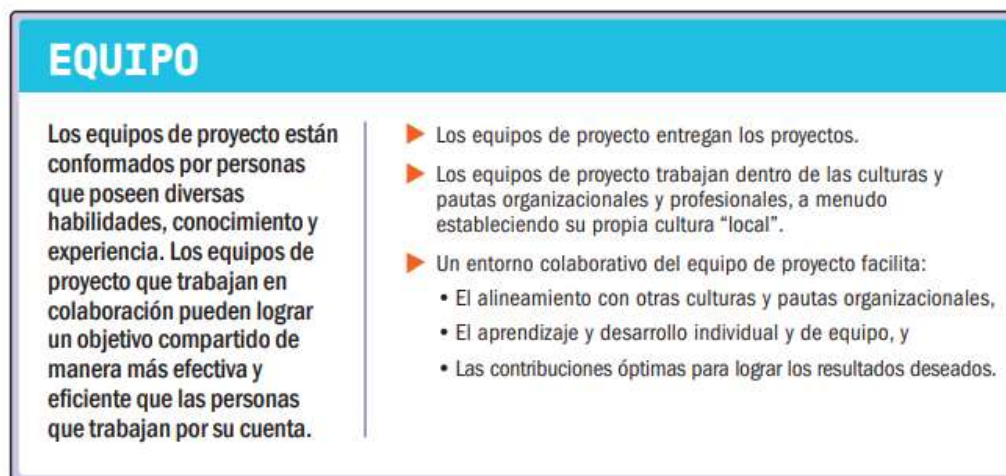 EQUIPO
Los equipos de proyecto están
conformados por personas
que poseen diversas
habilidades, conocimiento y
experiencia. Los equipos de
proyecto que trabajan en
colaboración pueden lograr
un objetivo compartido de
manera más efectiva y
eficiente que las personas
que trabajan por su cuenta.
▶ Los equipos de proyecto entregan los proyectos.
▶ Los equipos de proyecto trabajan dentro de las culturas y
pautas organizacionales y profesionales, a menudo
estableciendo su propia cultura “local”.
▶ Un entorno colaborativo del equipo de proyecto facilita:
• El alineamiento con otras culturas y pautas organizacionales,
• El aprendizaje y desarrollo individual y de equipo, y
• Las contribuciones óptimas para lograr los resultados deseados.